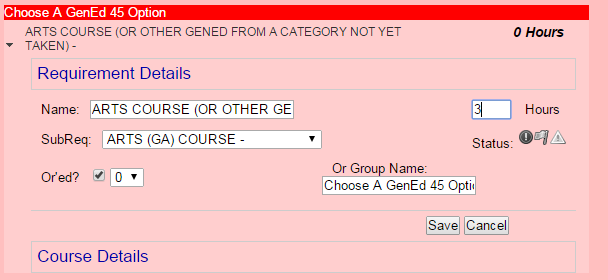 Choose A GenEd 45 Option
ARTS COURSE (OR OTHER GENED FROM A CATEGORY NOT YET 0 Hours
TAKEN) -
Requirement Details
Name: ARTS COURSE (OR OTHER GE 3 Hours
SubReq: ARTS (GA) COURSE - Status:
Or'ed? 0 Or Group Name:
Choose A GenEd 45 Optio
Save Cancel
Course Details